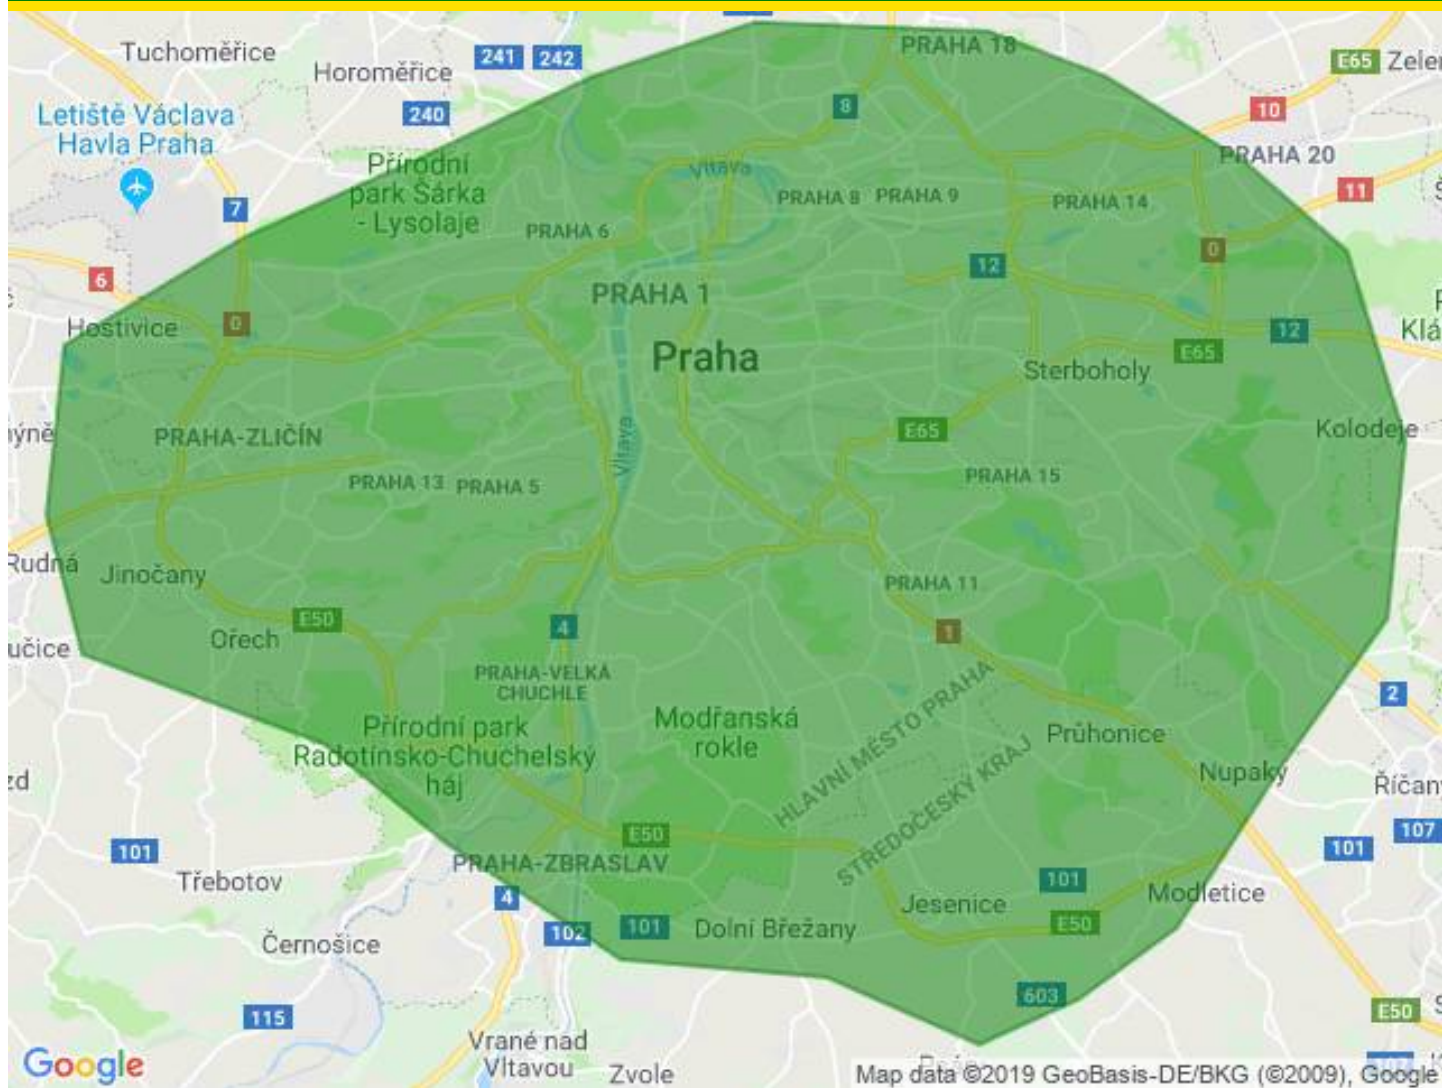 PRAHA 18
Tuchoměřice
241
242
E65
Horoměřice
Letiště Václava
Havla Praha
240
8
10
Přírodní
park Šárka
- Lysolaje
Vltava
PRAHA 20
7
PRAHA 6
PRAHA 8
PRAHA 9
PRAHA 14
11
6
12
0
PRAHA 1
Hostivice
0
Praha
12
E65
Sterboholy
PRAHA-ZLIČÍN
Vltava
E65
Kolodeje
PRAHA 13
PRAHA 5
PRAHA 15
Rudná
Jinočany
PRAHA 11
E50
4
1
Ořech
PRAHA-VELKÁ
CHUCHLE
2
Přírodní park
Radotínsko-Chuchelský
háj
Modřanská
rokle
HLAVNÍ MĚSTO PRAHA
STŘEDOČESKÝ KRAJ
Průhonice
Nupaky
Říčany
E50
101
107
101
PRAHA-ZBRASLAV
Třebotov
4
101
Modletice
Jesenice
E50
102
101
Dolní Břežany
Černošice
603
115
E50
Vrané nad
Vltavou
Zvole
Google
Map data ©2019 GeoBasis-DE/BKG (©2009), Google